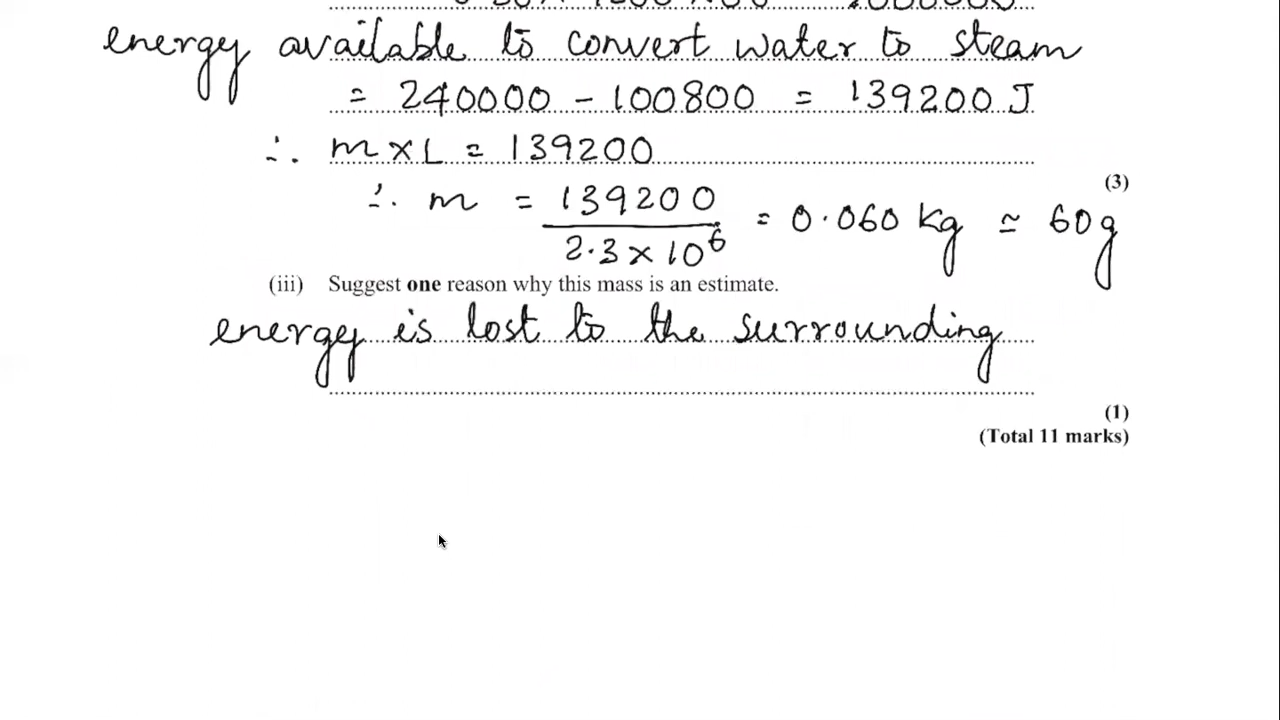 energy available to convert water to steam
= 240000 - 100800 = 139200 J
∴ m × L = 139200
(3)
∴ m = 139200 / 2.3 × 10⁶ = 0.060 kg ≃ 60g
(iii) Suggest one reason why this mass is an estimate.
energy is lost to the surrounding
(1)
(Total 11 marks)